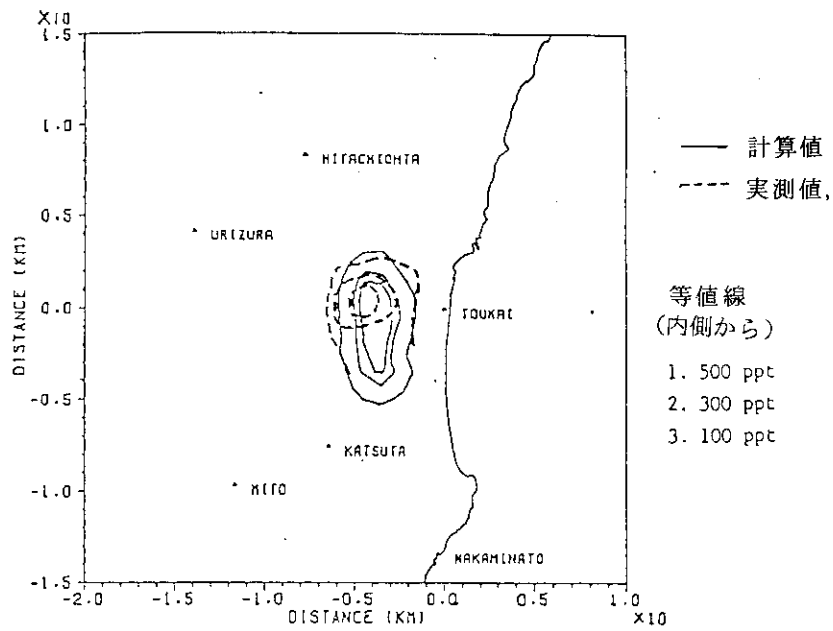 ×10
1.5
1.0
0.5
0.0
-0.5
-1.0
-1.5
DISTANCE (KM)
HITACHIOHTA
URIZURA
TOUKAI
KATSUTA
MITO
NAKAMINATO
-2.0 -1.5 -1.0 -0.5 0.0 0.5 1.0
DISTANCE (KM) ×10
計算値
実測値,
等値線
(内側から)
1. 500 ppt
2. 300 ppt
3. 100 ppt